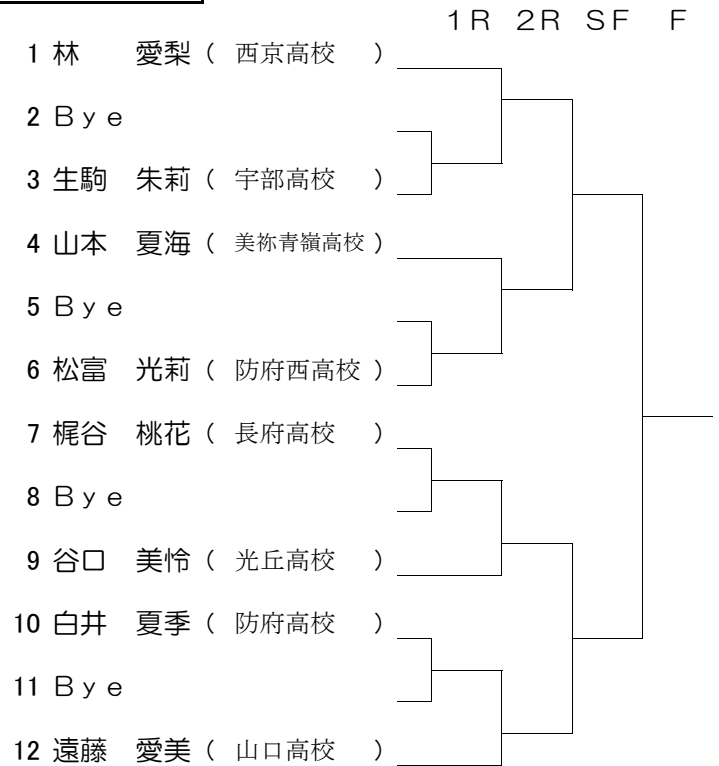 １Ｒ ２Ｒ ＳＦ Ｆ
1 林　愛梨（ 西京高校 ）
2 Ｂｙｅ
3 生駒　朱莉（ 宇部高校 ）
4 山本　夏海（ 美祢青嶺高校 ）
5 Ｂｙｅ
6 松富　光莉（ 防府西高校 ）
7 梶谷　桃花（ 長府高校 ）
8 Ｂｙｅ
9 谷口　美怜（ 光丘高校 ）
10 白井　夏季（ 防府高校 ）
11 Ｂｙｅ
12 遠藤　愛美（ 山口高校 ）